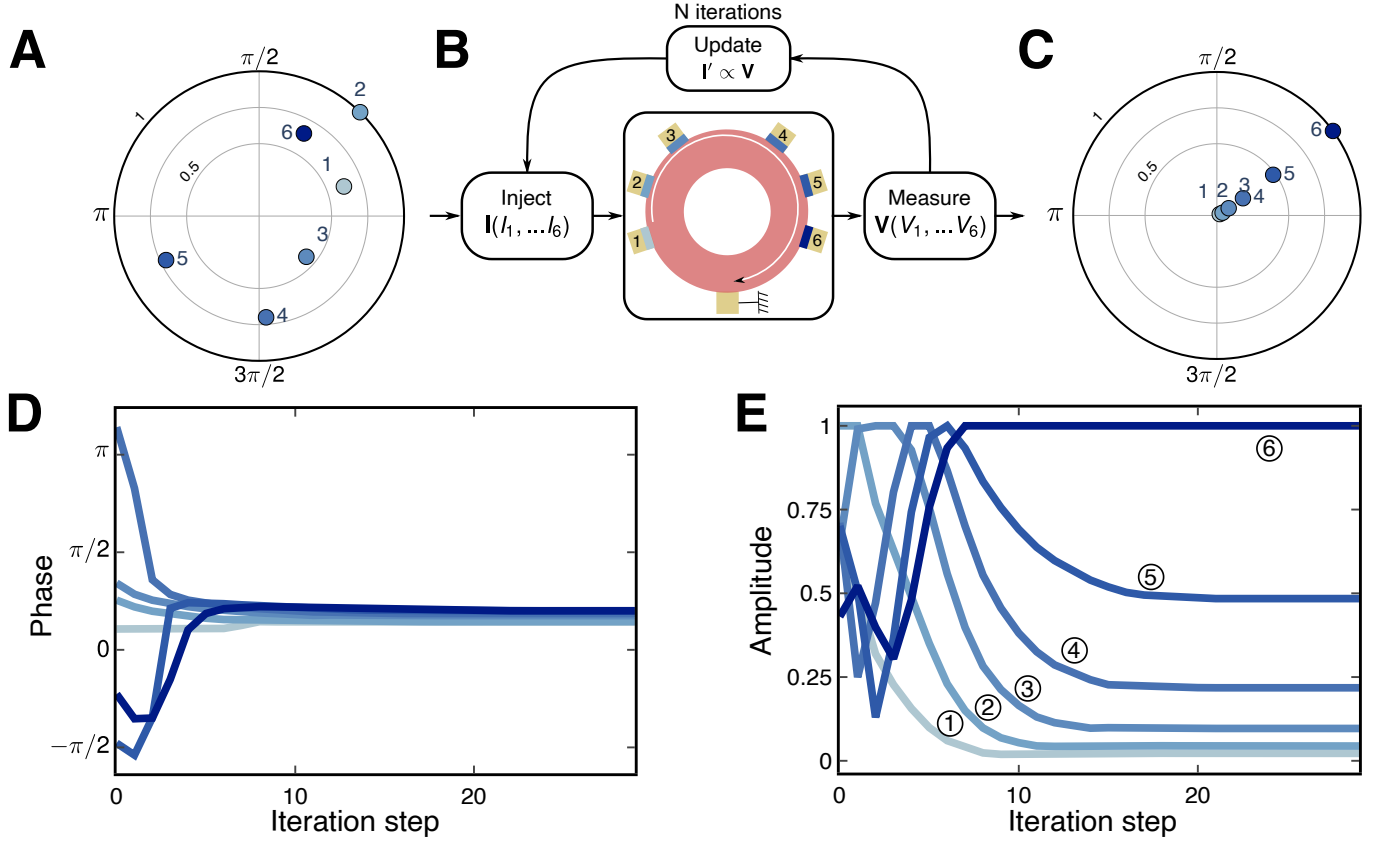 A
π/2
1
0.5
π
3π/2
2
6
1
3
5
4
B
N iterations
Update
I′ ∝ V
Inject
I(I₁, ...I₆)
1
2
3
4
5
6
Measure
V(V₁, ...V₆)
C
π/2
1
0.5
π
3π/2
6
5
1 2 3 4
D
Phase
π
π/2
0
−π/2
0 10 20
Iteration step
E
Amplitude
1
0.75
0.5
0.25
0
⑥
⑤
④
③
②
①
0 10 20
Iteration step